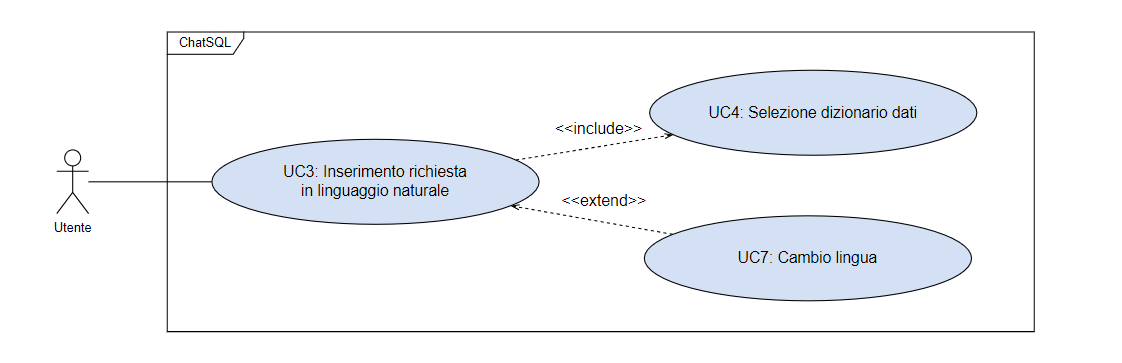 ChatSQL
UC4: Selezione dizionario dati
<<include>>
UC3: Inserimento richiesta
in linguaggio naturale
<<extend>>
Utente
UC7: Cambio lingua